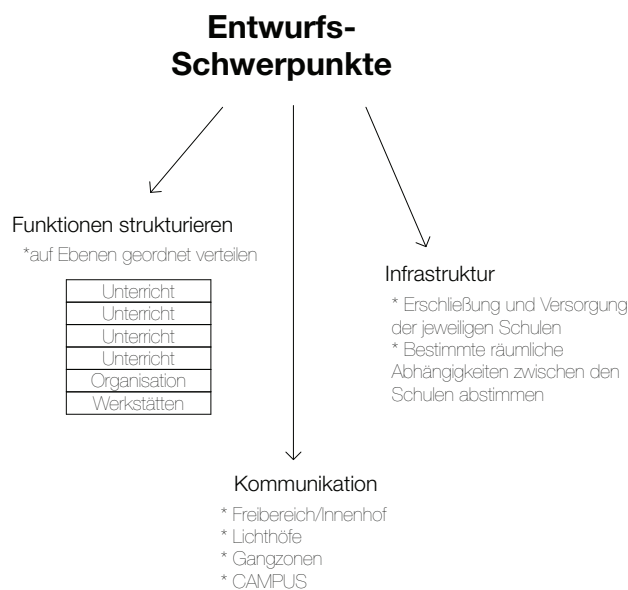 Entwurfs-
Schwerpunkte
Funktionen strukturieren
*auf Ebenen geordnet verteilen
Unterricht
Unterricht
Unterricht
Unterricht
Organisation
Werkstätten
Infrastruktur
* Erschließung und Versorgung
der jeweiligen Schulen
* Bestimmte räumliche
Abhängigkeiten zwischen den
Schulen abstimmen
Kommunikation
* Freibereich/Innenhof
* Lichthöfe
* Gangzonen
* CAMPUS